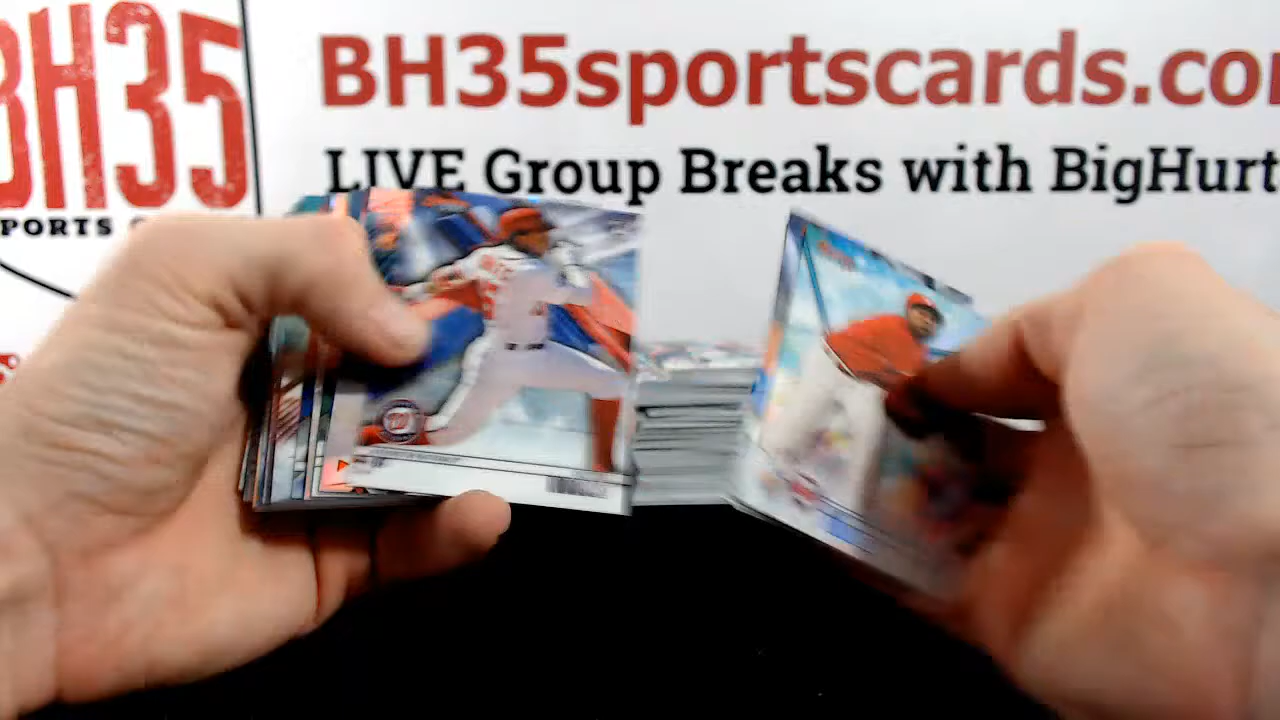 BH35
PORTS
BH35sportscards.co
LIVE Group Breaks with BigHurt
W